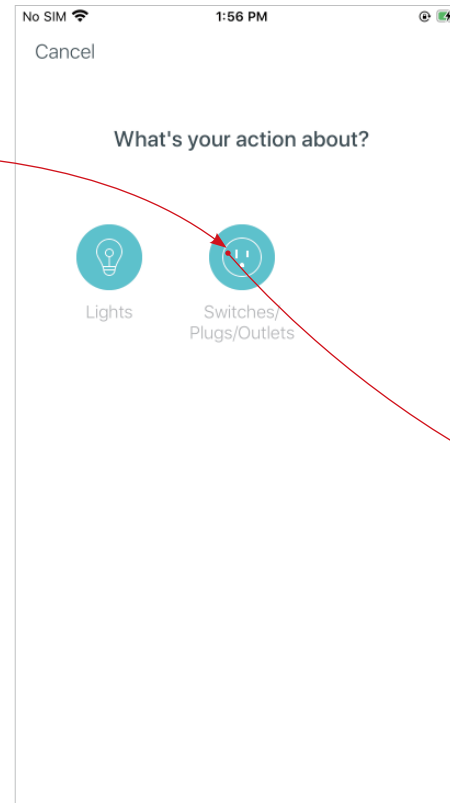 No SIM 1:56 PM
Cancel
What's your action about?
Lights
Switches/
Plugs/Outlets